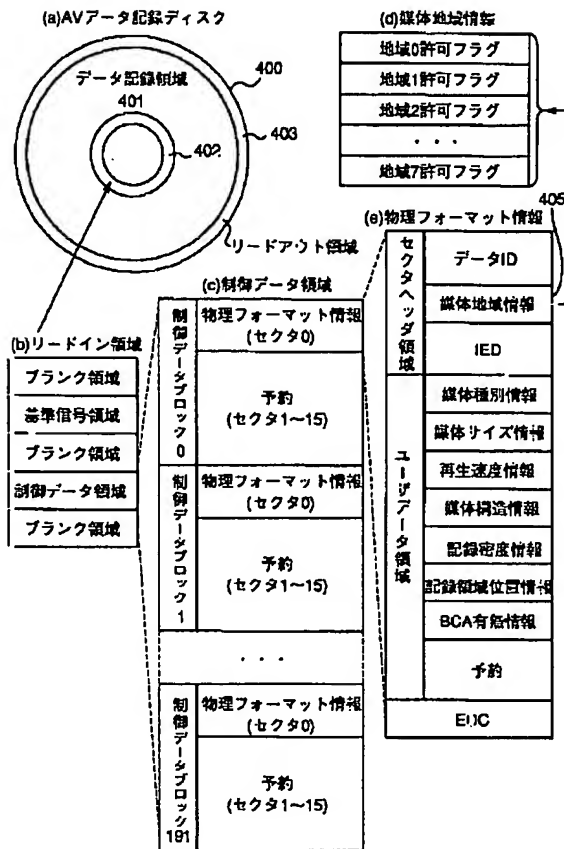 (a)AVデータ記録ディスク
データ記録領域
400
401
403
402
リードアウト領域
(b)リードイン領域
ブランク領域
基準信号領域
ブランク領域
制御データ領域
ブランク領域
(c)制御データ領域
制御データブロック0
物理フォーマット情報
(セクタ0)
予約
(セクタ1～15)
制御データブロック1
物理フォーマット情報
(セクタ0)
予約
(セクタ1～15)
・・・
制御データブロック191
物理フォーマット情報
(セクタ0)
予約
(セクタ1～15)
(d)媒体地域情報
地域0許可フラグ
地域1許可フラグ
地域2許可フラグ
・・・
地域7許可フラグ
405
(e)物理フォーマット情報
セクタヘッダ領域
データID
媒体地域情報
IED
ユーザデータ領域
媒体種別情報
媒体サイズ情報
再生速度情報
媒体構造情報
記録密度情報
記録領域位置情報
BCA有無情報
予約
EDC